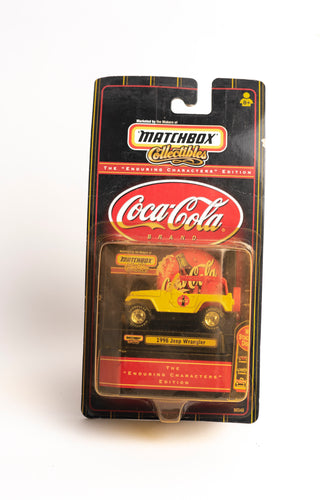 8+
Marketed by the Makers of
MATCHBOX
Collectibles
THE "ENDURING CHARACTERS" EDITION
Coca-Cola
BRAND
MATCHBOX
Collectibles
1998 Jeep Wrangler
THE
"ENDURING CHARACTERS"
EDITION